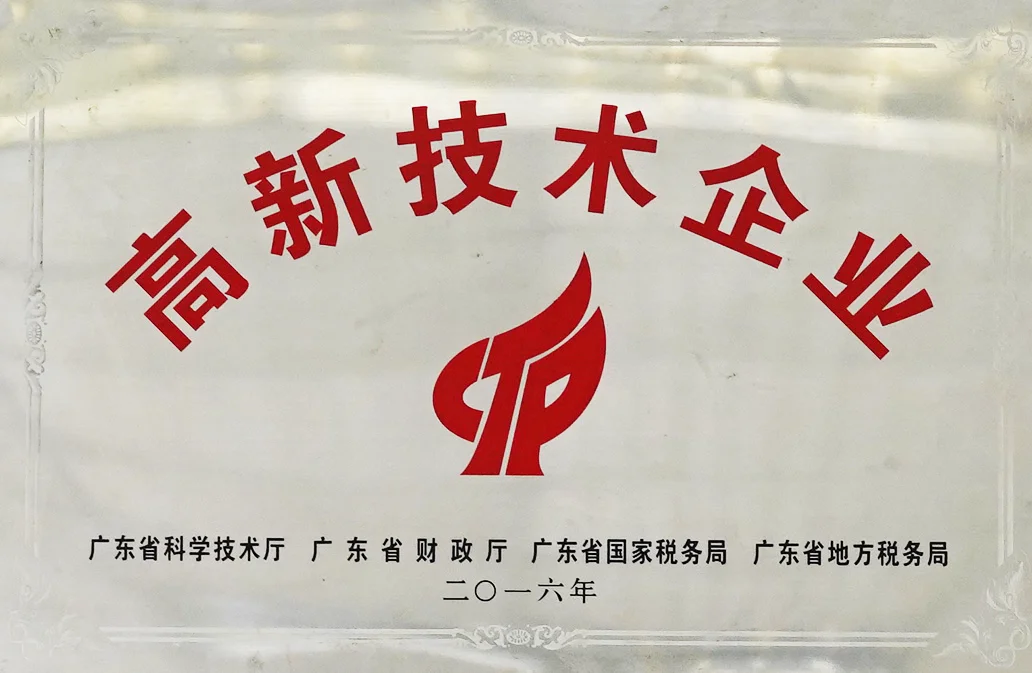 高新技术企业
广东省科学技术厅 广东省财政厅 广东省国家税务局 广东省地方税务局
二〇一六年